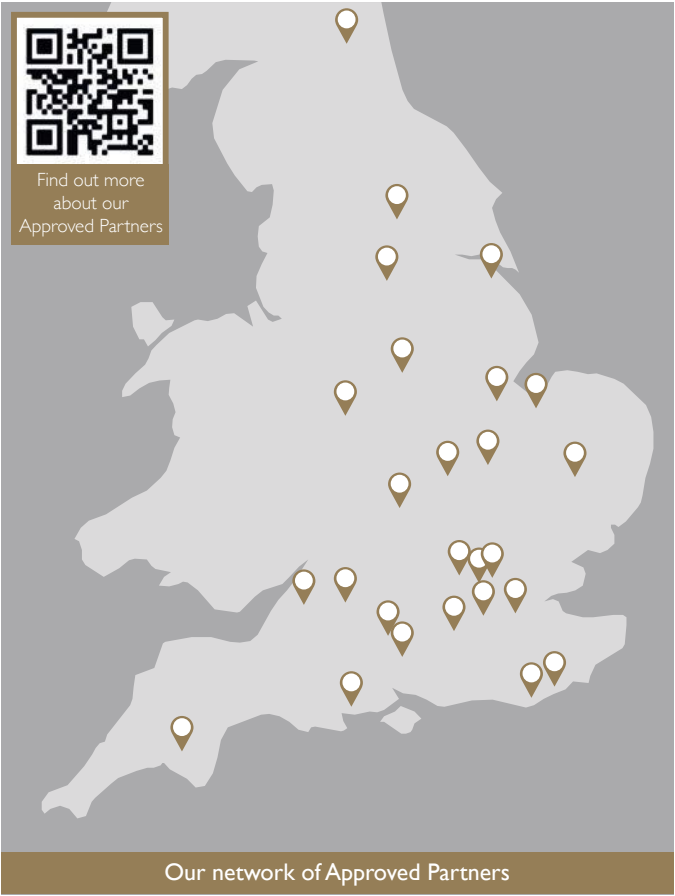 Find out more
about our
Approved Partners
Our network of Approved Partners